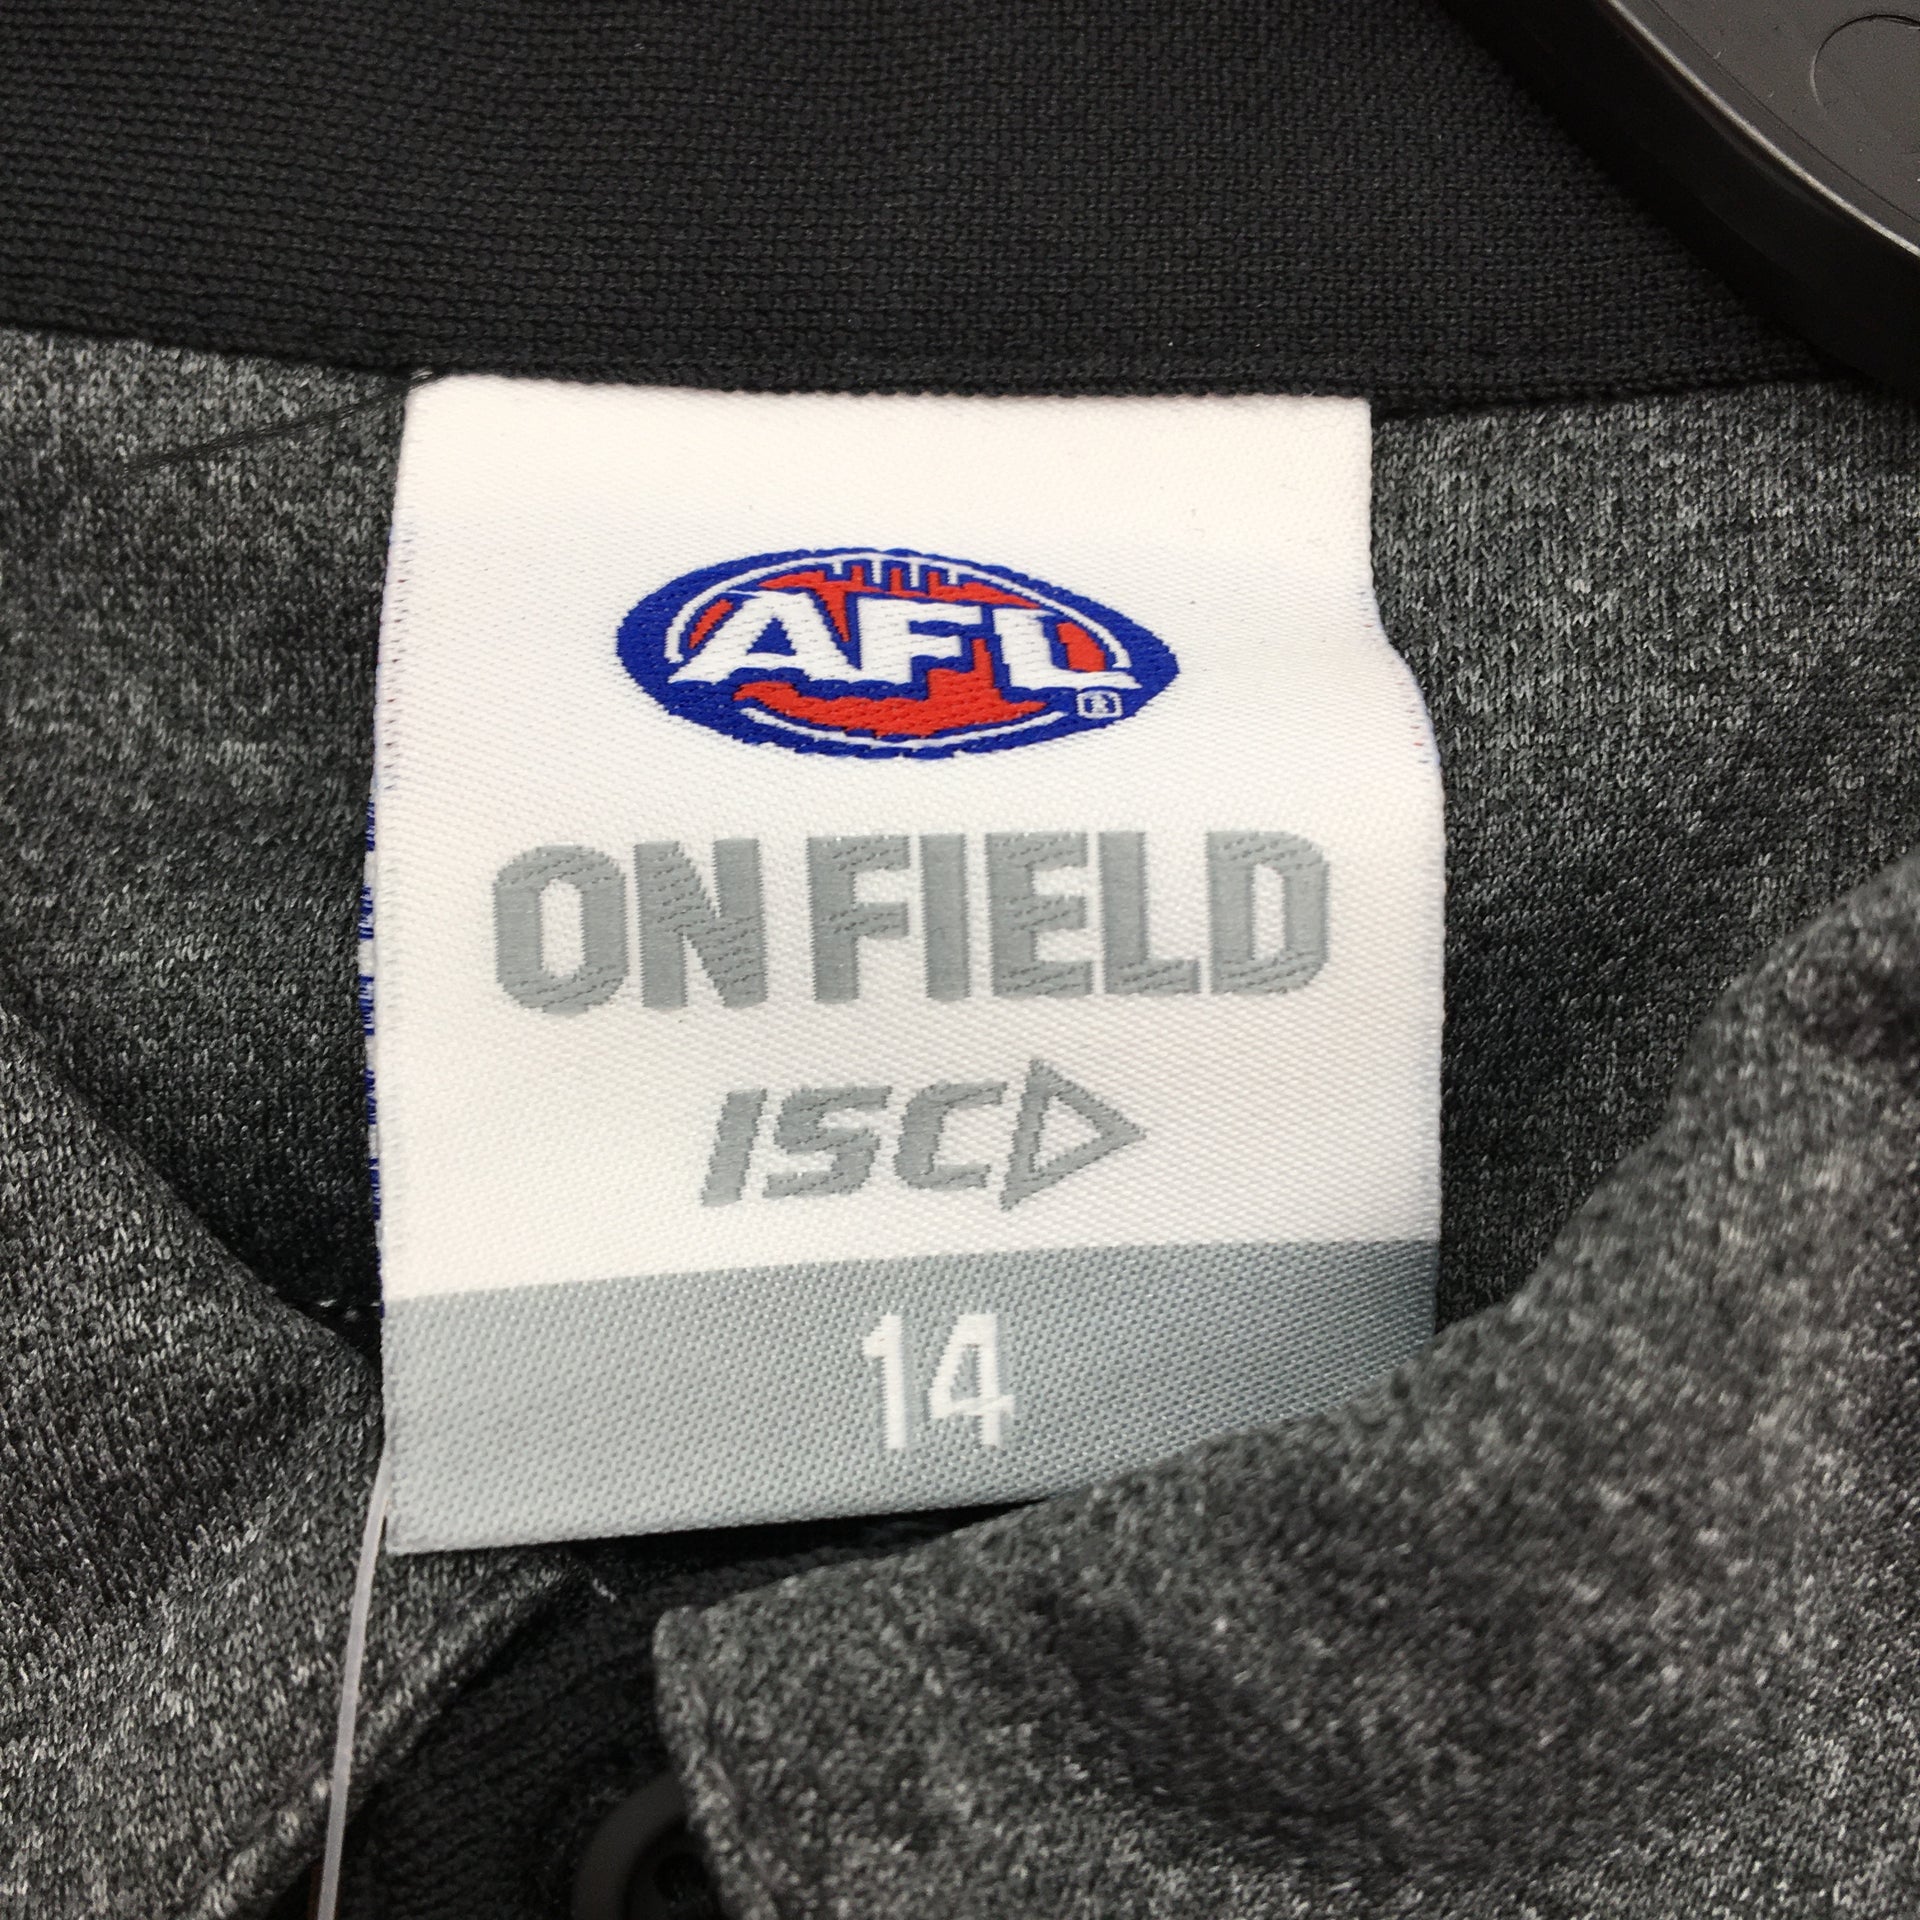 AFL ®
ON FIELD
ISC
14